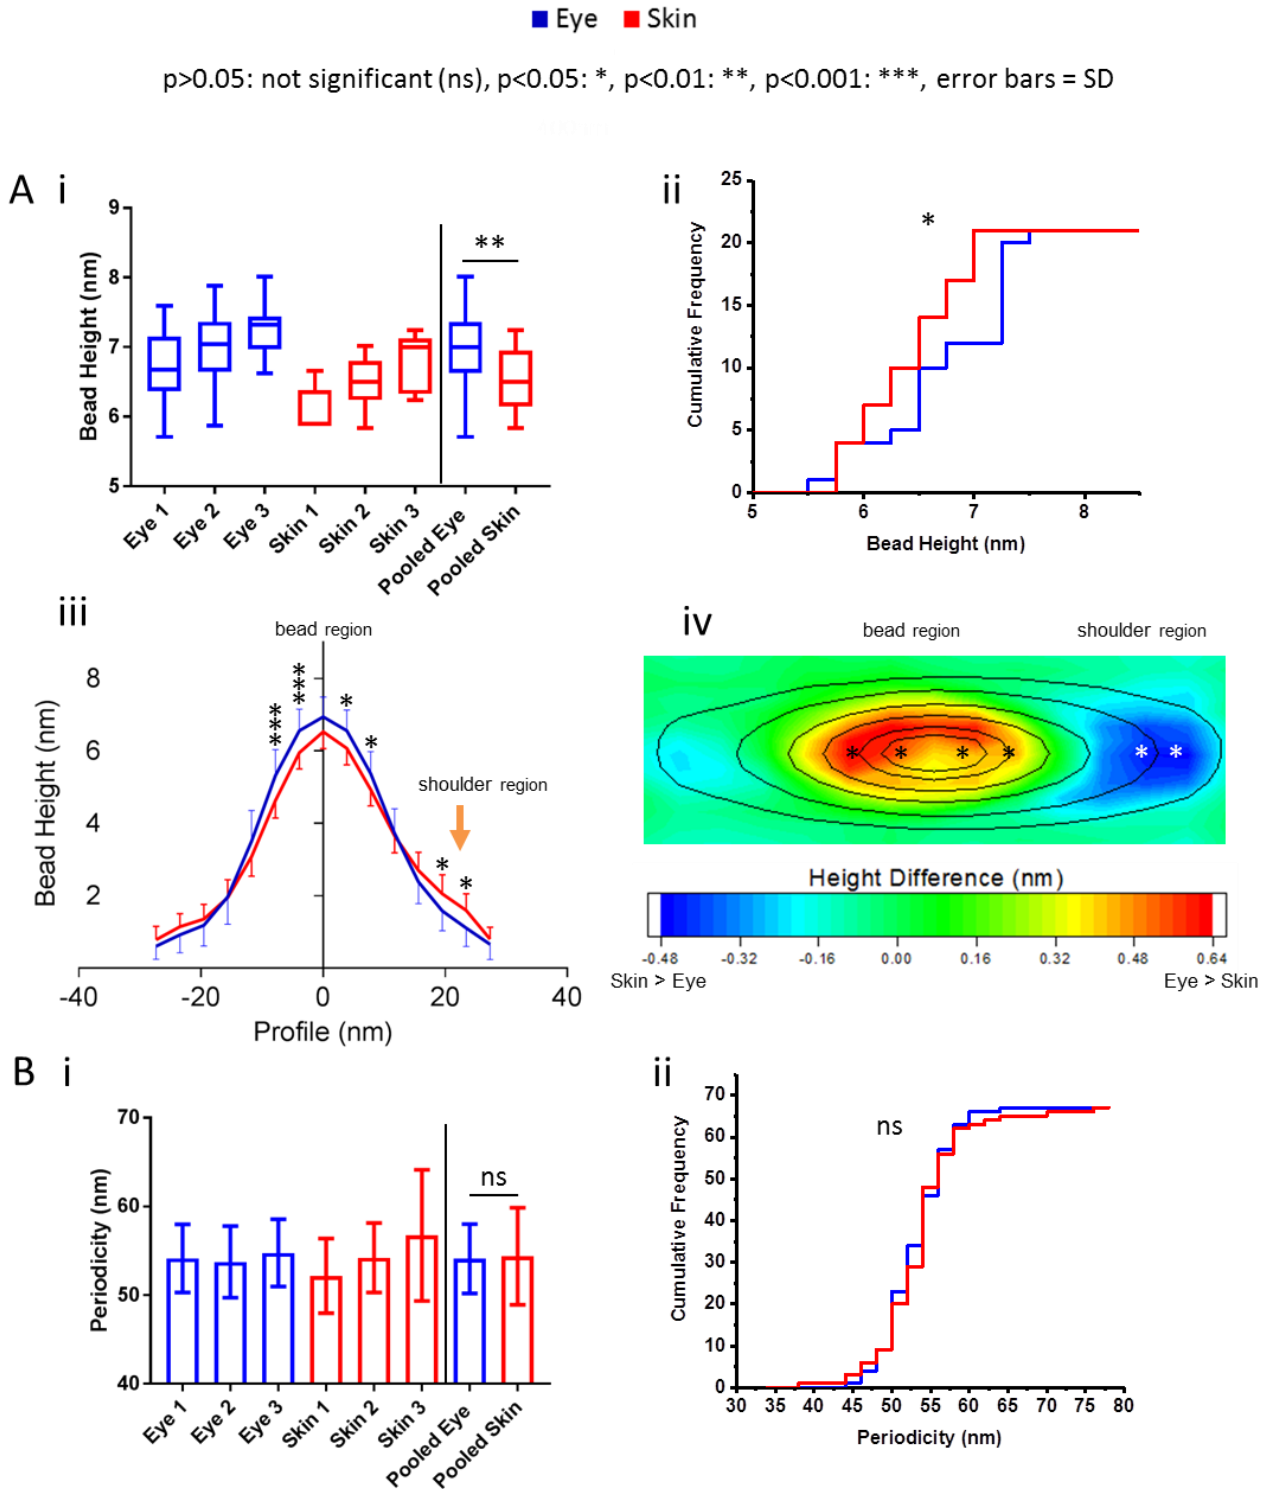 Eye Skin
p>0.05: not significant (ns), p<0.05: *, p<0.01: **, p<0.001: ***, error bars = SD
A i
9
8
7
6
5
Bead Height (nm)
**
Eye 1
Eye 2
Eye 3
Skin 1
Skin 2
Skin 3
Pooled Eye
Pooled Skin
ii
25
20
15
10
5
0
Cumulative Frequency
*
5 6 7 8
Bead Height (nm)
iii
bead region
8
6
4
2
Bead Height (nm)
***
***
*
*
shoulder region
*
*
-40 -20 0 20 40
Profile (nm)
iv
bead region shoulder region
* * * * * *
Height Difference (nm)
-0.48 -0.32 -0.16 0.00 0.16 0.32 0.48 0.64
Skin > Eye Eye > Skin
B i
70
60
50
40
Periodicity (nm)
ns
Eye 1
Eye 2
Eye 3
Skin 1
Skin 2
Skin 3
Pooled Eye
Pooled Skin
ii
70
60
50
40
30
20
10
0
Cumulative Frequency
ns
30 35 40 45 50 55 60 65 70 75 80
Periodicity (nm)